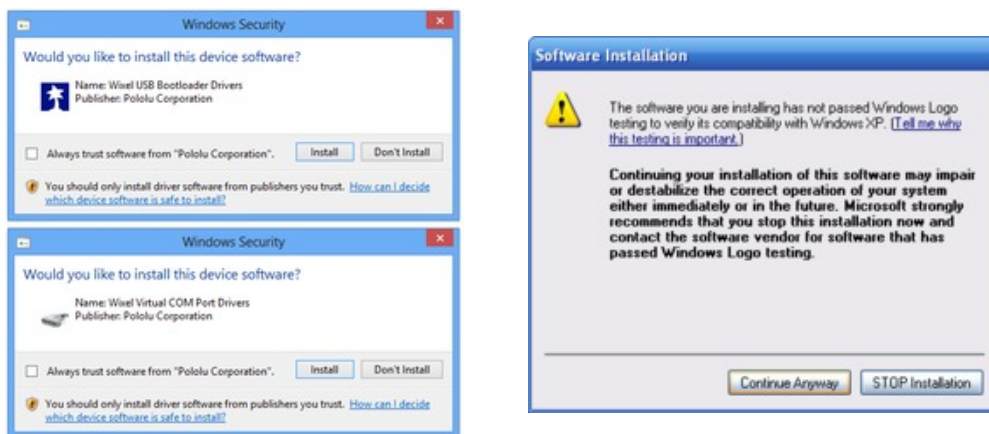 Windows Security
Would you like to install this device software?
Name: Wixel USB Bootloader Drivers
Publisher: Pololu Corporation
Always trust software from "Pololu Corporation".
Install
Don't Install
You should only install driver software from publishers you trust. How can I decide
which device software is safe to install?
Windows Security
Would you like to install this device software?
Name: Wixel Virtual COM Port Drivers
Publisher: Pololu Corporation
Always trust software from "Pololu Corporation".
Install
Don't Install
You should only install driver software from publishers you trust. How can I decide
which device software is safe to install?
Software Installation
The software you are installing has not passed Windows Logo
testing to verify its compatibility with Windows XP. (Tell me why
this testing is important.)
Continuing your installation of this software may impair
or destabilize the correct operation of your system
either immediately or in the future. Microsoft strongly
recommends that you stop this installation now and
contact the software vendor for software that has
passed Windows Logo testing.
Continue Anyway
STOP Installation